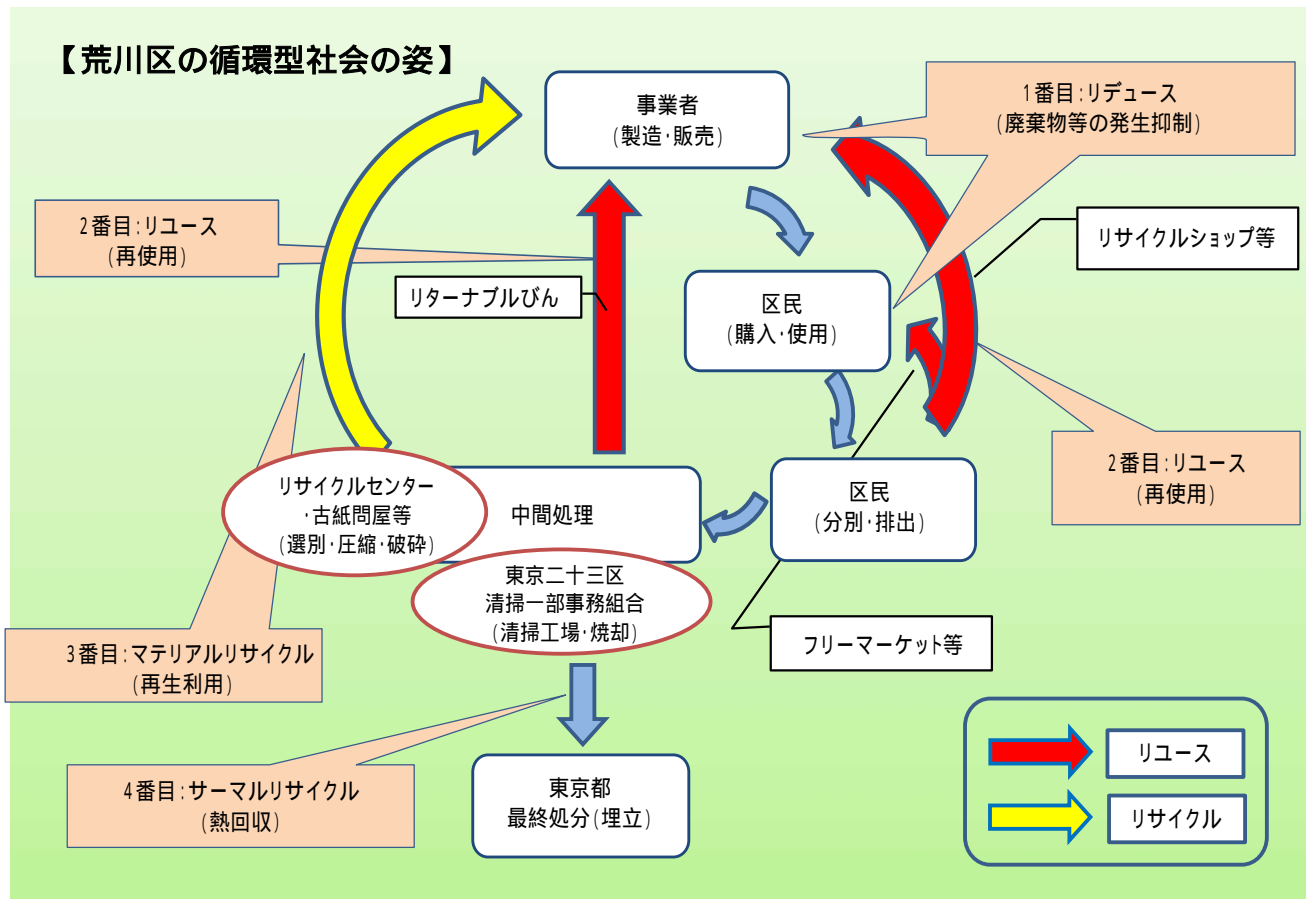 【荒川区の循環型社会の姿】
事業者
(製造・販売)
1番目:リデュース
(廃棄物等の発生抑制)
2番目:リユース
(再使用)
リサイクルショップ等
リターナブルびん
区民
(購入・使用)
2番目:リユース
(再使用)
リサイクルセンター
・古紙問屋等
(選別・圧縮・破砕)
中間処理
区民
(分別・排出)
東京二十三区
清掃一部事務組合
(清掃工場・焼却)
フリーマーケット等
3番目:マテリアルリサイクル
(再生利用)
4番目:サーマルリサイクル
(熱回収)
東京都
最終処分(埋立)
リユース
リサイクル